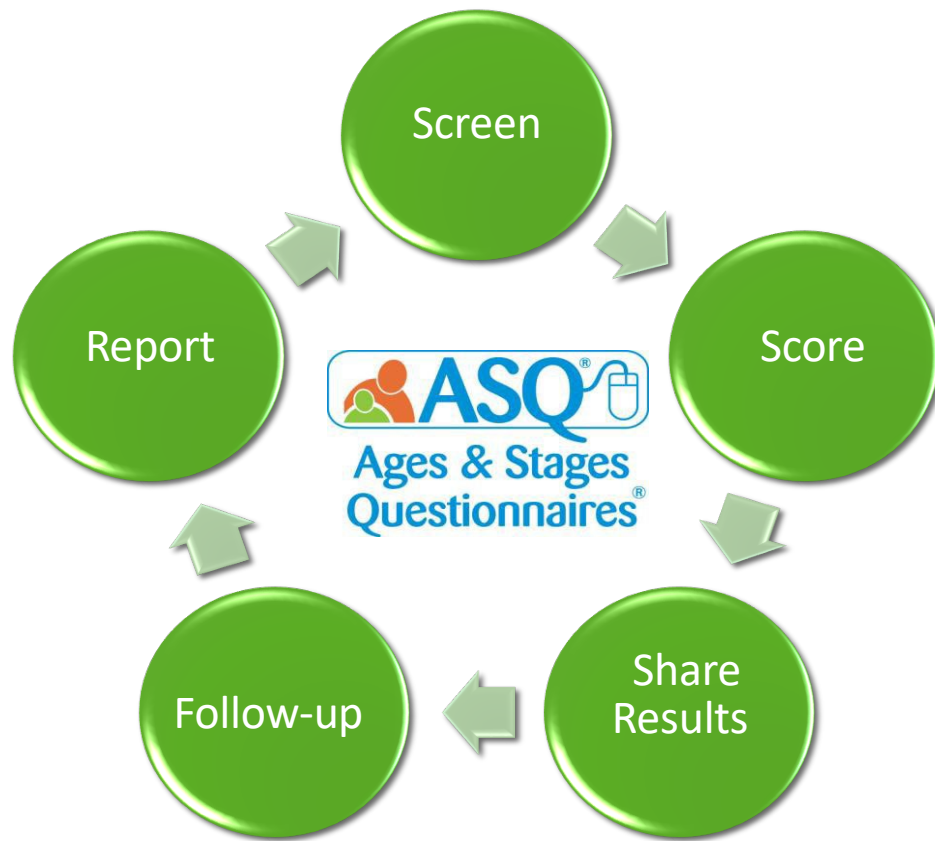 Screen
Score
Share
Results
Follow-up
Report
ASQ®
Ages & Stages
Questionnaires®